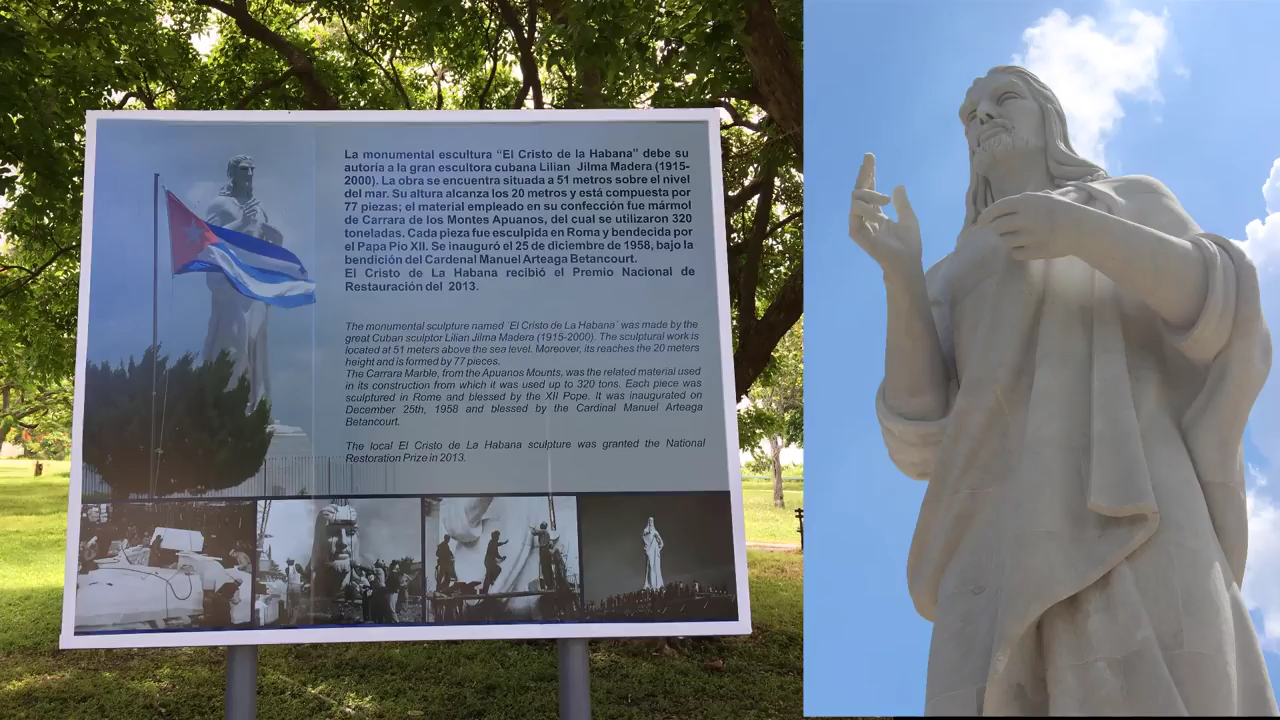 La monumental escultura “El Cristo de la Habana” debe su
autoría a la gran escultora cubana Lilian Jilma Madera (1915-
2000). La obra se encuentra situada a 51 metros sobre el nivel
del mar. Su altura alcanza los 20 metros y está compuesta por
77 piezas; el material empleado en su confección fue mármol
de Carrara de los Montes Apuanos, del cual se utilizaron 320
toneladas. Cada pieza fue esculpida en Roma y bendecida por
el Papa Pío XII. Se inauguró el 25 de diciembre de 1958, bajo la
bendición del Cardenal Manuel Arteaga Betancourt.
El Cristo de La Habana recibió el Premio Nacional de
Restauración del 2013.
The monumental sculpture named ´El Cristo de La Habana` was made by the
great Cuban sculptor Lilian Jilma Madera (1915-2000). The sculptural work is
located at 51 meters above the sea level. Moreover, its reaches the 20 meters
height and is formed by 77 pieces.
The Carrara Marble, from the Apuanos Mounts, was the related material used
in its construction from which it was used up to 320 tons. Each piece was
sculptured in Rome and blessed by the XII Pope. It was inaugurated on
December 25th, 1958 and blessed by the Cardinal Manuel Arteaga
Betancourt.
The local El Cristo de La Habana sculpture was granted the National
Restoration Prize in 2013.